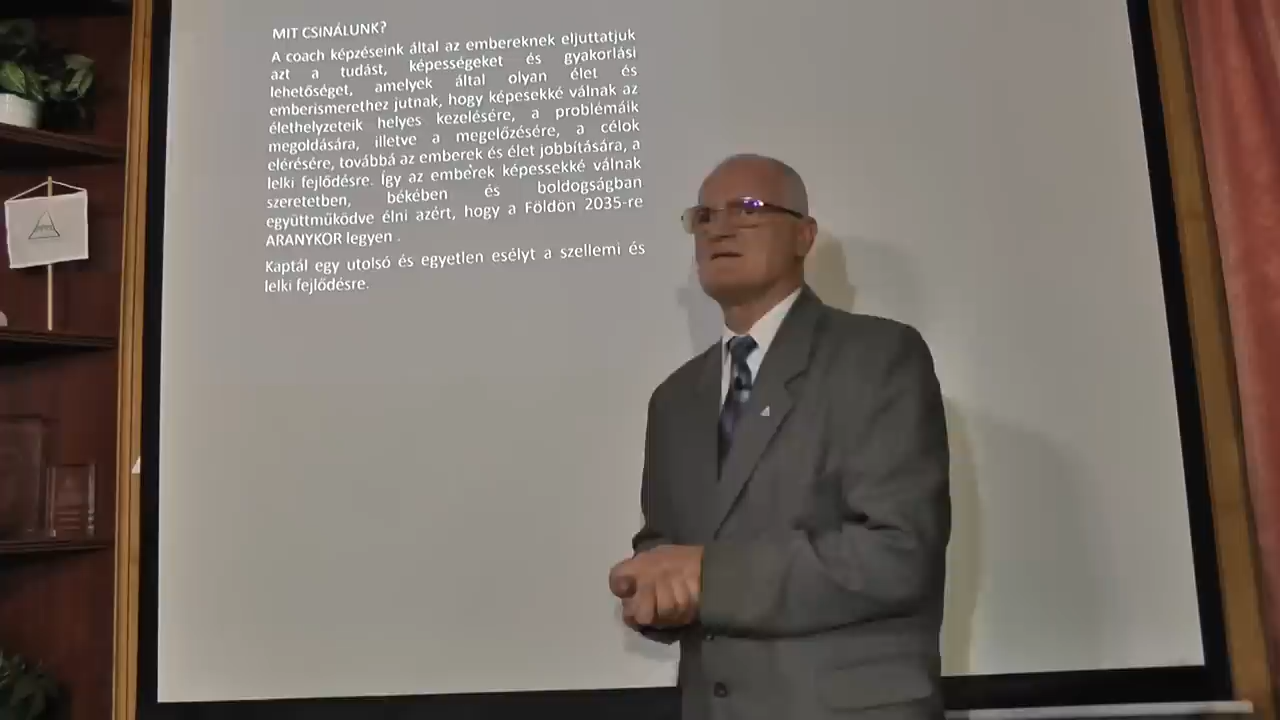 MIT CSINÁLUNK?
A coach képzéseink által az embereknek eljuttatjuk
azt a tudást, képességeket és gyakorlási
lehetőséget, amelyek által olyan élet és
emberismerethez jutnak, hogy képesekké válnak az
élethelyzeteik helyes kezelésére, a problémáik
megoldására, illetve a megelőzésére, a célok
elérésére, továbbá az emberek és élet jobbítására, a
lelki fejlődésre. Így az emberek képessekké válnak
szeretetben, békében és boldogságban
együttműködve élni azért, hogy a Földön 2035-re
ARANYKOR legyen .
Kaptál egy utolsó és egyetlen esélyt a szellemi és
lelki fejlődésre.